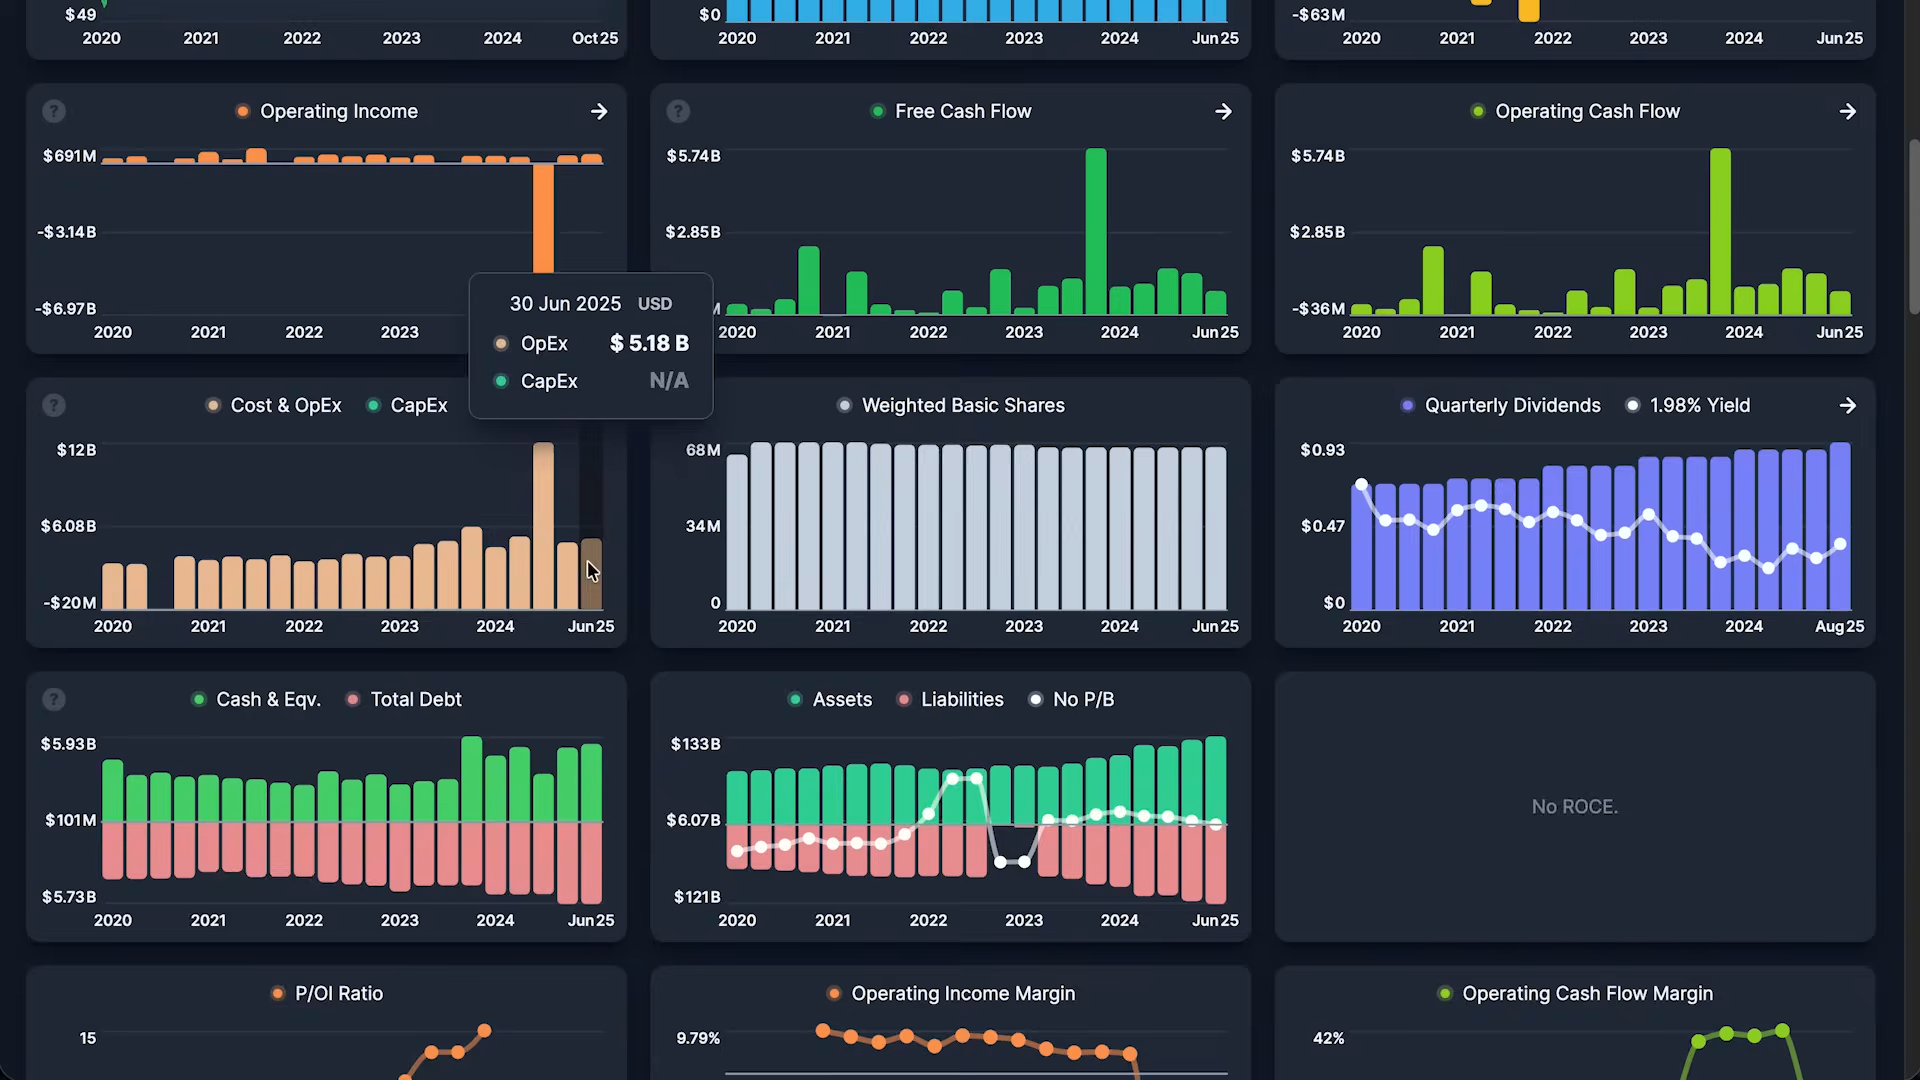 $49
2020 2021 2022 2023 2024 Oct25
$0
2020 2021 2022 2023 2024 Jun25
-$63M
2020 2021 2022 2023 2024 Jun25
? Operating Income
$691M
-$3.14B
-$6.97B
2020 2021 2022 2023
? Free Cash Flow
$5.74B
$2.85B
M
2020 2021 2022 2023 2024 Jun25
Operating Cash Flow
$5.74B
$2.85B
-$36M
2020 2021 2022 2023 2024 Jun25
30 Jun 2025 USD
OpEx $5.18 B
CapEx N/A
? Cost & OpEx CapEx
$12B
$6.08B
-$20M
2020 2021 2022 2023 2024 Jun25
Weighted Basic Shares
68M
34M
0
2020 2021 2022 2023 2024 Jun25
Quarterly Dividends 1.98% Yield
$0.93
$0.47
$0
2020 2021 2022 2023 2024 Aug25
? Cash & Eqv. Total Debt
$5.93B
$101M
$5.73B
2020 2021 2022 2023 2024 Jun25
Assets Liabilities No P/B
$133B
$6.07B
$121B
2020 2021 2022 2023 2024 Jun25
No ROCE.
P/OI Ratio
15
Operating Income Margin
9.79%
Operating Cash Flow Margin
42%